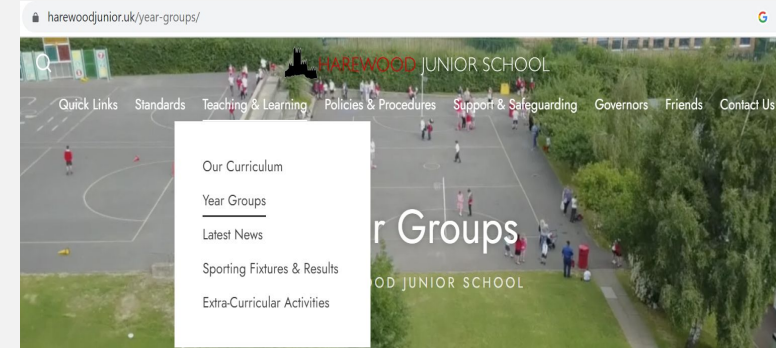 harewoodjunior.uk/year-groups/
G
HAREWOOD JUNIOR SCHOOL
Quick Links Standards Teaching & Learning Policies & Procedures Support & Safeguarding Governors Friends Contact Us
Our Curriculum
Year Groups
Latest News
Sporting Fixtures & Results
Extra-Curricular Activities
r Groups
OD JUNIOR SCHOOL